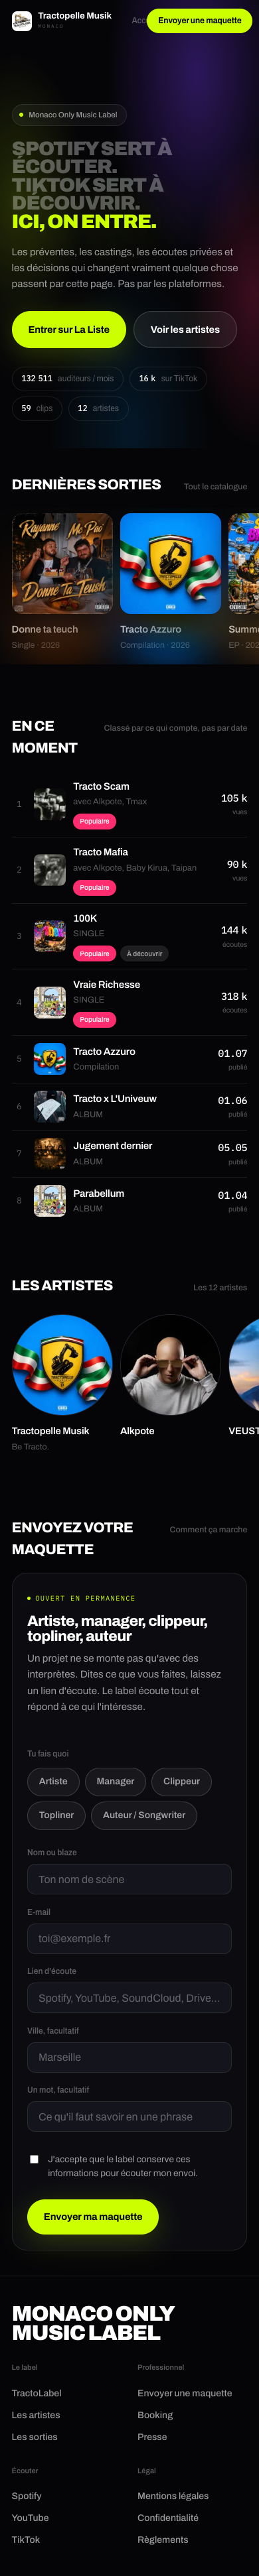 Tractopelle Musik
MONACO
Acc
Envoyer une maquette
Monaco Only Music Label
SPOTIFY SERT À
ÉCOUTER.
TIKTOK SERT À
DÉCOUVRIR.
ICI, ON ENTRE.
Les préventes, les castings, les écoutes privées et
les décisions qui changent vraiment quelque chose
passent par cette page. Pas par les plateformes.
Entrer sur La Liste
Voir les artistes
132 511 auditeurs / mois
16 k sur TikTok
59 clips
12 artistes
DERNIÈRES SORTIES
Tout le catalogue
Rayanne Mc Pao
Donne Ta Teush
Donne ta teuch
Single · 2026
Tracto Azzuro
Compilation · 2026
Summ
EP · 202
EN CE
MOMENT
Classé par ce qui compte, pas par date
1
Tracto Scam
avec Alkpote, Tmax
Populaire
105 k
vues
2
Tracto Mafia
avec Alkpote, Baby Kirua, Taipan
Populaire
90 k
vues
3
100K
SINGLE
Populaire
À découvrir
144 k
écoutes
4
Vraie Richesse
SINGLE
Populaire
318 k
écoutes
5
Tracto Azzuro
Compilation
01.07
publié
6
Tracto x L'Univeuw
ALBUM
01.06
publié
7
Jugement dernier
ALBUM
05.05
publié
8
Parabellum
ALBUM
01.04
publié
LES ARTISTES
Les 12 artistes
Tractopelle Musik
Be Tracto.
Alkpote
VEUST
ENVOYEZ VOTRE
MAQUETTE
Comment ça marche
OUVERT EN PERMANENCE
Artiste, manager, clippeur,
topliner, auteur
Un projet ne se monte pas qu'avec des
interprètes. Dites ce que vous faites, laissez
un lien d'écoute. Le label écoute tout et
répond à ce qui l'intéresse.
Tu fais quoi
Artiste
Manager
Clippeur
Topliner
Auteur / Songwriter
Nom ou blaze
Ton nom de scène
E-mail
toi@exemple.fr
Lien d'écoute
Spotify, YouTube, SoundCloud, Drive...
Ville, facultatif
Marseille
Un mot, facultatif
Ce qu'il faut savoir en une phrase
J'accepte que le label conserve ces
informations pour écouter mon envoi.
Envoyer ma maquette
MONACO ONLY
MUSIC LABEL
Le label
TractoLabel
Les artistes
Les sorties
Professionnel
Envoyer une maquette
Booking
Presse
Écouter
Spotify
YouTube
TikTok
Légal
Mentions légales
Confidentialité
Règlements